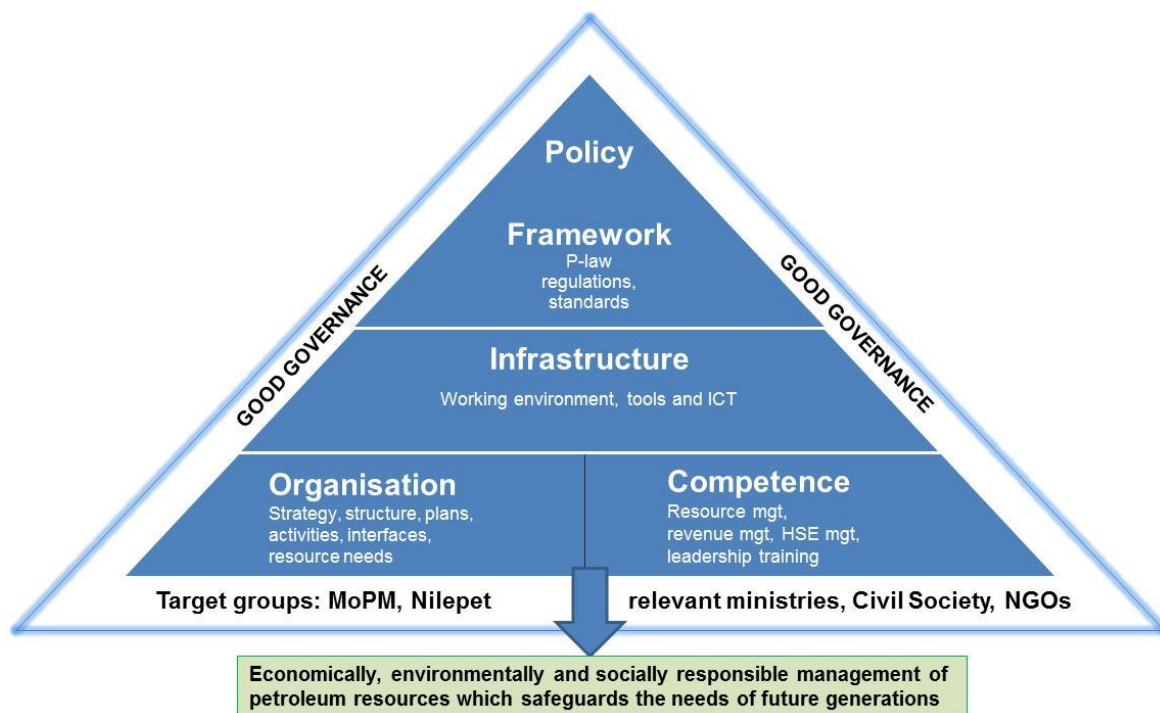 Policy
Framework
P-law
regulations,
standards
GOOD GOVERNANCE
GOOD GOVERNANCE
Infrastructure
Working environment, tools and ICT
Organisation
Strategy, structure, plans,
activities, interfaces,
resource needs
Competence
Resource mgt,
revenue mgt, HSE mgt,
leadership training
Target groups: MoPM, Nilepet
relevant ministries, Civil Society, NGOs
Economically, environmentally and socially responsible management of
petroleum resources which safeguards the needs of future generations